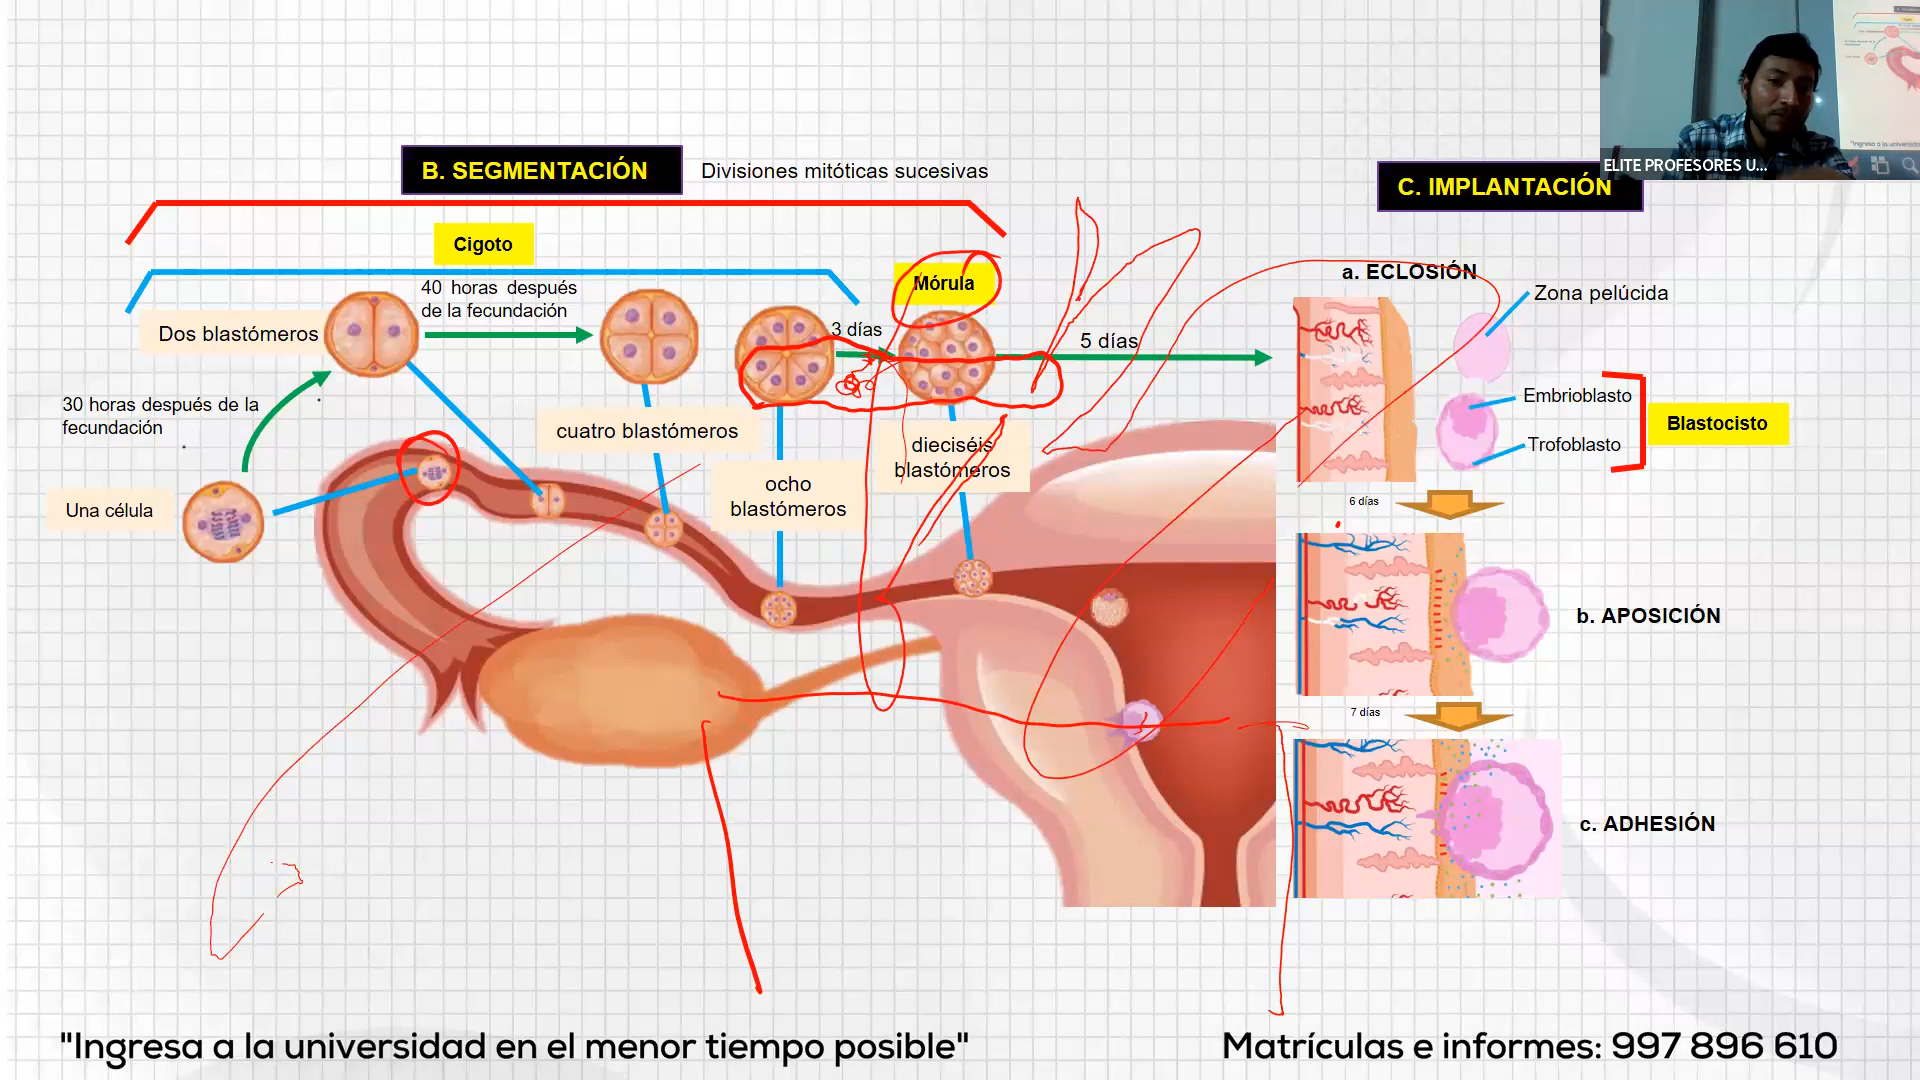 ELITE PROFESORES U...
B. SEGMENTACIÓN
Divisiones mitóticas sucesivas
C. IMPLANTACIÓN
Cigoto
Mórula
a. ECLOSIÓN
40 horas después
de la fecundación
Zona pelúcida
Dos blastómeros
3 días
5 días
Embrioblasto
30 horas después de la
fecundación
cuatro blastómeros
Blastocisto
dieciséis
blastómeros
Trofoblasto
ocho
blastómeros
Una célula
6 días
b. APOSICIÓN
7 días
c. ADHESIÓN
"Ingresa a la universidad en el menor tiempo posible"
Matrículas e informes: 997 896 610